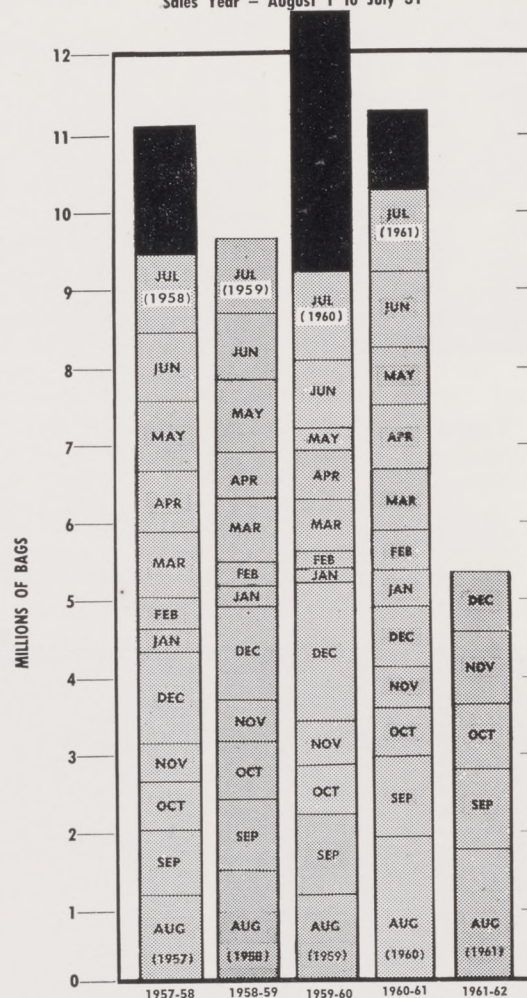 Sales Year – August 1 to July 31
MILLIONS OF BAGS
12
11
10
9
8
7
6
5
4
3
2
1
0
JUL
(1958)
JUN
MAY
APR
MAR
FEB
JAN
DEC
NOV
OCT
SEP
AUG
(1957)
1957-58
JUL
(1959)
JUN
MAY
APR
MAR
FEB
JAN
DEC
NOV
OCT
SEP
AUG
(1958)
1958-59
JUL
(1960)
JUN
MAY
APR
MAR
FEB
JAN
DEC
NOV
OCT
SEP
AUG
(1959)
1959-60
JUL
(1961)
JUN
MAY
APR
MAR
FEB
JAN
DEC
NOV
OCT
SEP
AUG
(1960)
1960-61
DEC
NOV
OCT
SEP
AUG
(1961)
1961-62